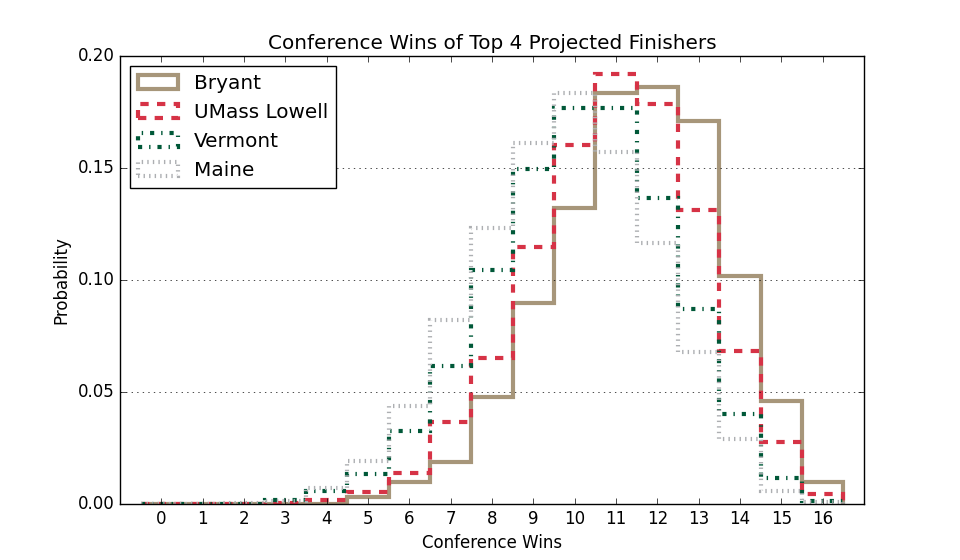 Conference Wins of Top 4 Projected Finishers
0.20
0.15
0.10
0.05
0.00
Probability
Bryant
UMass Lowell
Vermont
Maine
0 1 2 3 4 5 6 7 8 9 10 11 12 13 14 15 16
Conference Wins